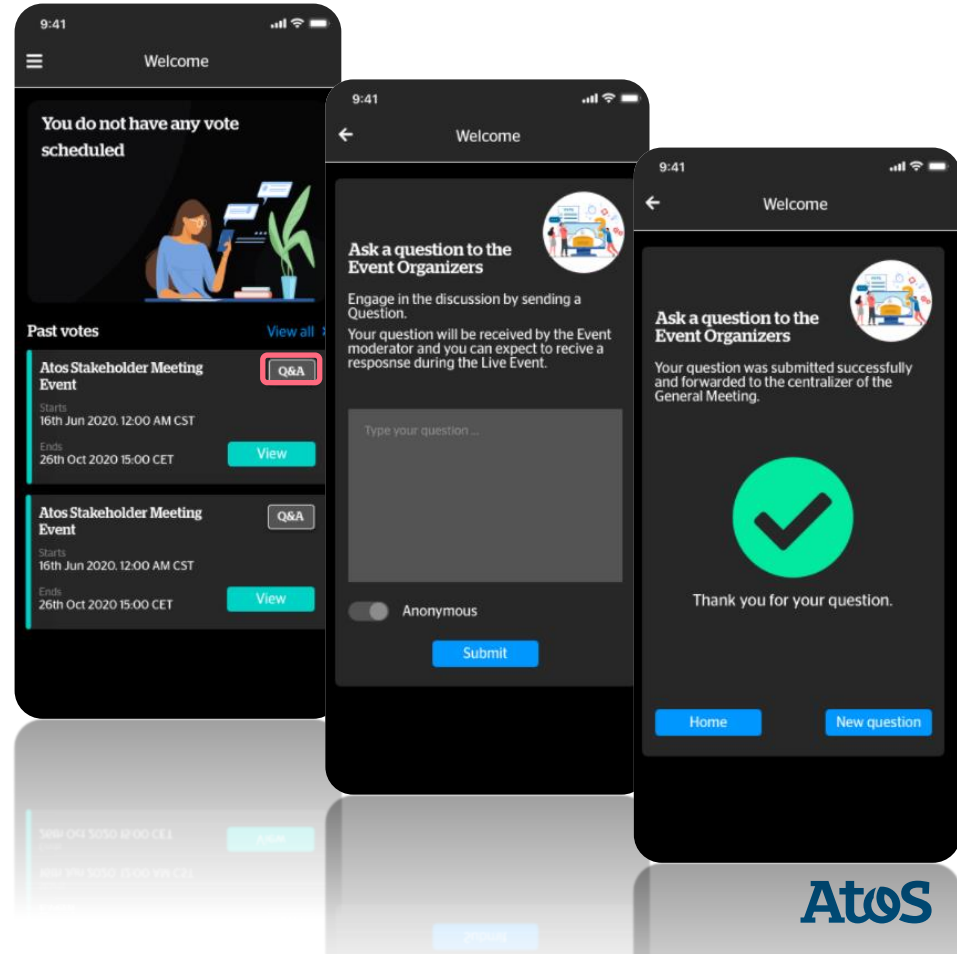 9:41
Welcome
You do not have any vote
scheduled
Past votes
View all
Atos Stakeholder Meeting
Event
Q&A
Starts
16th Jun 2020. 12:00 AM CST
Ends
26th Oct 2020 15:00 CET
View
Atos Stakeholder Meeting
Event
Q&A
Starts
16th Jun 2020. 12:00 AM CST
Ends
26th Oct 2020 15:00 CET
View
9:41
Welcome
Ask a question to the
Event Organizers
Engage in the discussion by sending a
Question.
Your question will be received by the Event
moderator and you can expect to recive a
resposnse during the Live Event.
Type your question ...
Anonymous
Submit
9:41
Welcome
Ask a question to the
Event Organizers
Your question was submitted successfully
and forwarded to the centralizer of the
General Meeting.
Thank you for your question.
Home
New question
Atos